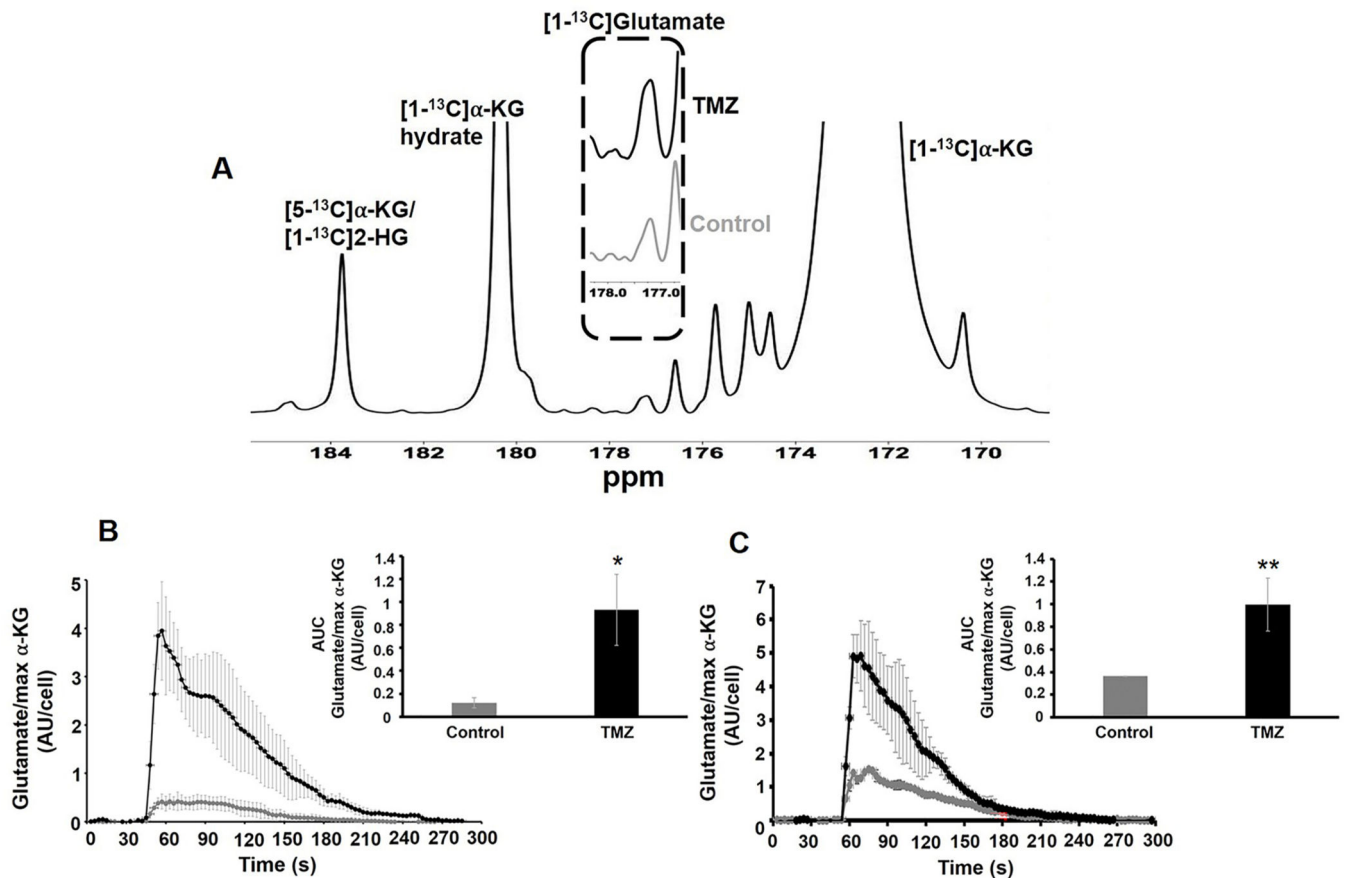 [1-¹³C]Glutamate
[1-¹³C]α-KG
hydrate
TMZ
A
[1-¹³C]α-KG
[5-¹³C]α-KG/
[1-¹³C]2-HG
Control
178.0 177.0
184 182 180 178 176 174 172 170
ppm
B
5
4
3
2
1
0
Glutamate/max α-KG
(AU/cell)
0 30 60 90 120 150 180 210 240 270 300
Time (s)
AUC
Glutamate/max α-KG
(AU/cell)
1.4
1.2
1
0.8
0.6
0.4
0.2
0
*
Control TMZ
C
7
6
5
4
3
2
1
0
Glutamate/max α-KG
(AU/cell)
0 30 60 90 120 150 180 210 240 270 300
Time (s)
AUC
Glutamate/max α-KG
(AU/cell)
1.4
1.2
1
0.8
0.6
0.4
0.2
0
**
Control TMZ